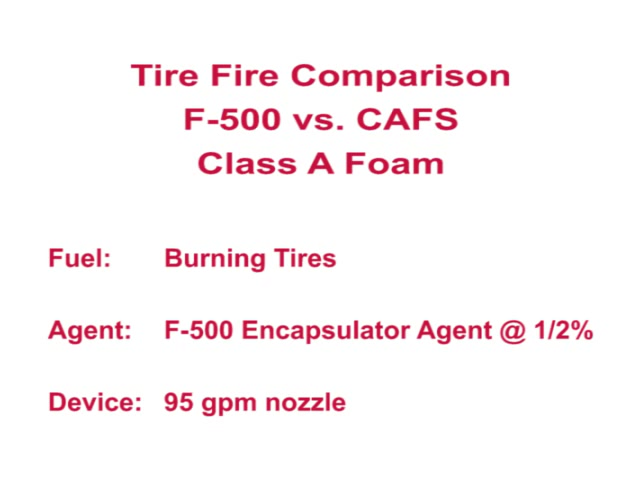 Tire Fire Comparison
F-500 vs. CAFS
Class A Foam
Fuel: Burning Tires
Agent: F-500 Encapsulator Agent @ 1/2%
Device: 95 gpm nozzle